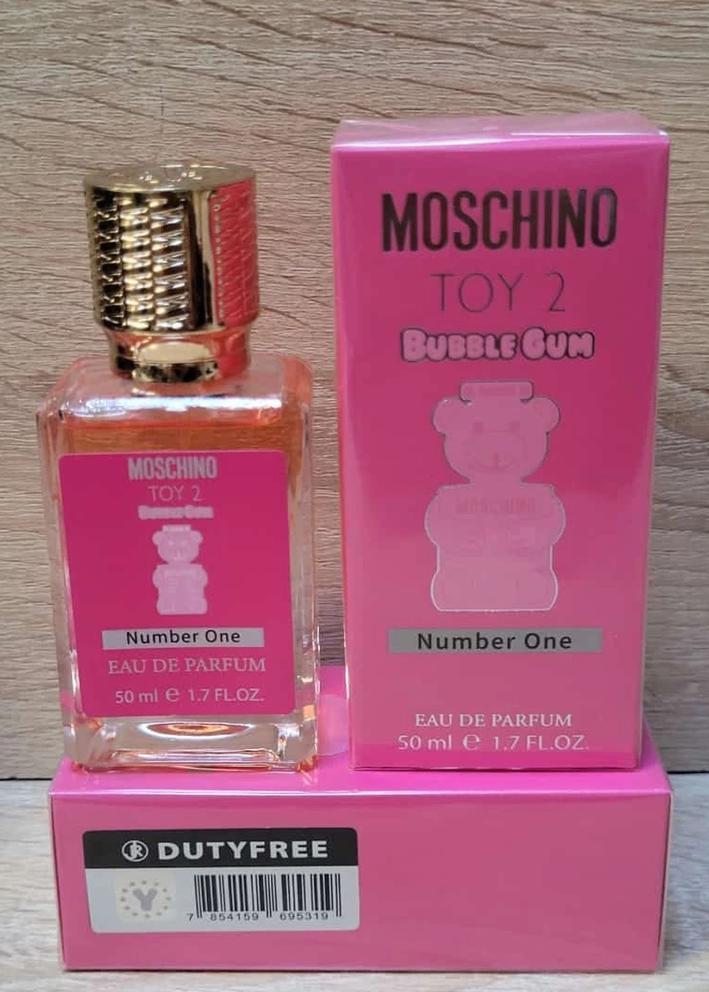 MOSCHINO
TOY 2
BUBBLE GUM
Number One
EAU DE PARFUM
50 ml e 1.7 FL.OZ.
MOSCHINO
TOY 2
BUBBLE GUM
MOSCHINO
Number One
EAU DE PARFUM
50 ml e 1.7 FL.OZ.
DUTYFREE
Y
7 854159 695319